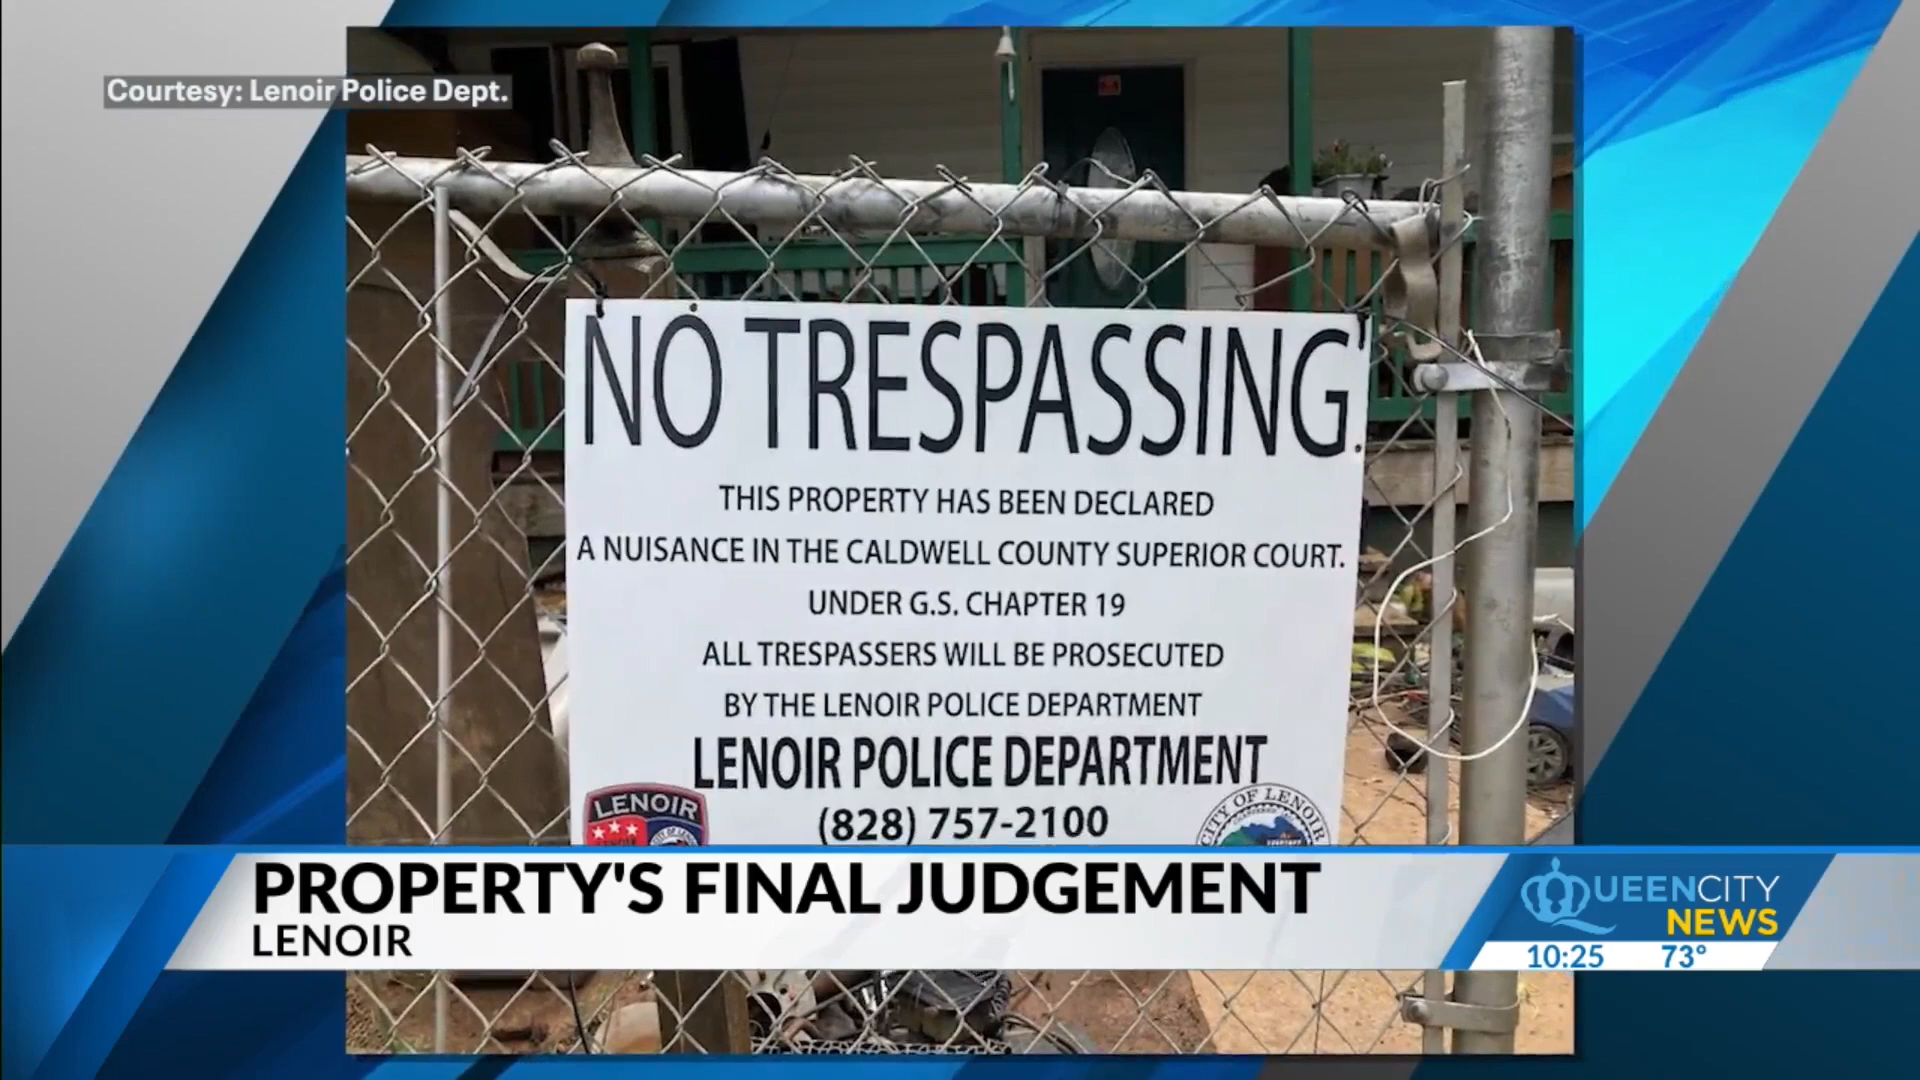 Courtesy: Lenoir Police Dept.
NO TRESPASSING.
THIS PROPERTY HAS BEEN DECLARED
A NUISANCE IN THE CALDWELL COUNTY SUPERIOR COURT.
UNDER G.S. CHAPTER 19
ALL TRESPASSERS WILL BE PROSECUTED
BY THE LENOIR POLICE DEPARTMENT
LENOIR POLICE DEPARTMENT
(828) 757-2100
LENOIR
CITY OF LENOIR
PROPERTY'S FINAL JUDGEMENT
LENOIR
QUEEN CITY
NEWS
10:25 73°